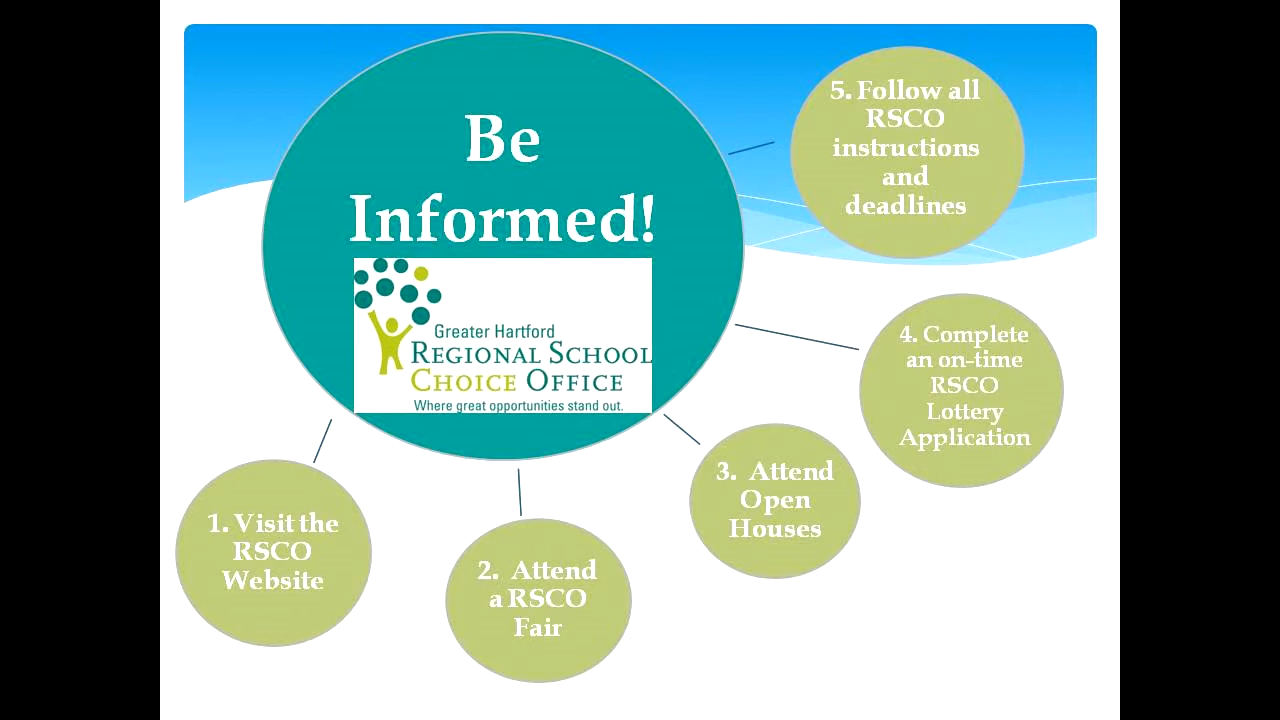 Be
Informed!
Greater Hartford
REGIONAL SCHOOL
CHOICE OFFICE
Where great opportunities stand out.
1. Visit the
RSCO
Website
2. Attend
a RSCO
Fair
3. Attend
Open
Houses
4. Complete
an on-time
RSCO
Lottery
Application
5. Follow all
RSCO
instructions
and
deadlines